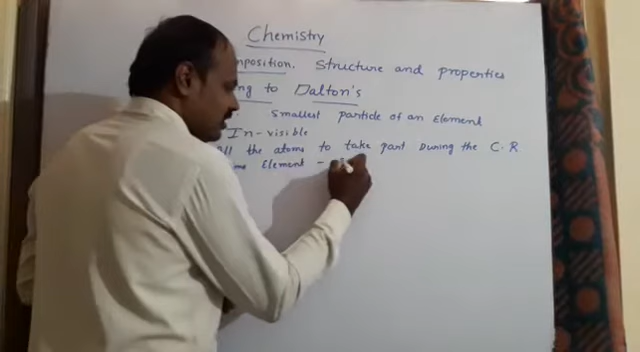 Chemistry
mposition. Structure and properties
ng to Dalton's
Smallest particle of an element
In-visible
All the atoms to take part During the C.R
me Element -